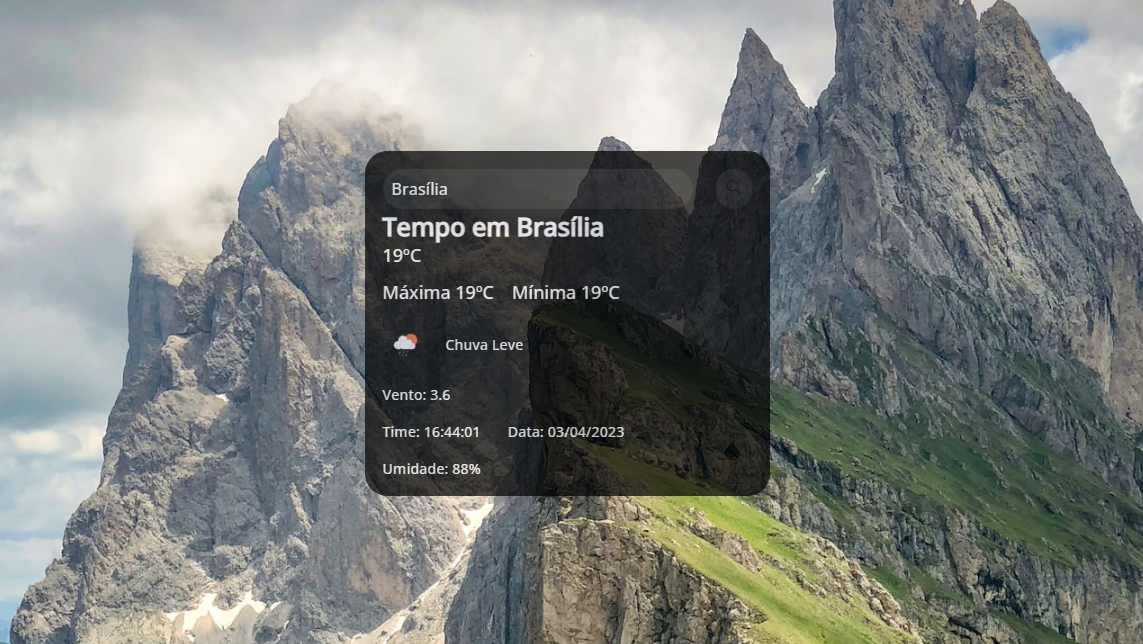 Brasília
Tempo em Brasília
19ºC
Máxima 19ºC Mínima 19ºC
Chuva Leve
Vento: 3.6
Time: 16:44:01 Data: 03/04/2023
Umidade: 88%